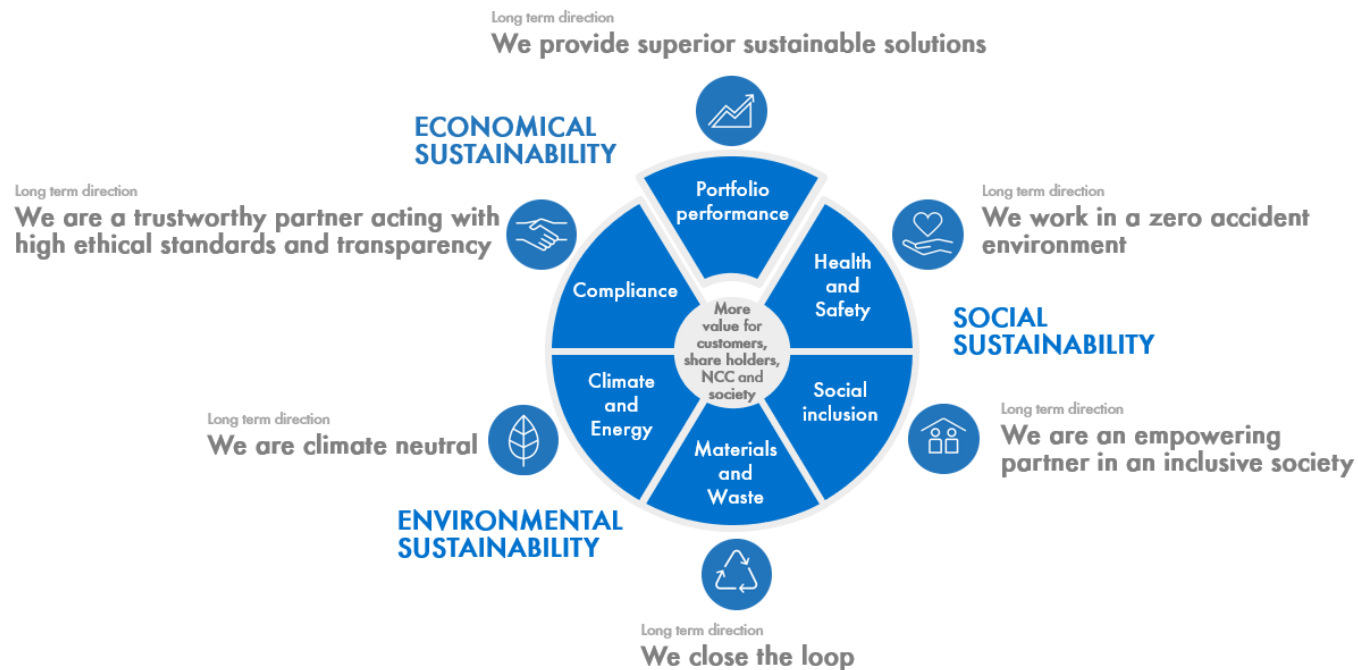 Long term direction
We provide superior sustainable solutions
ECONOMICAL
SUSTAINABILITY
Long term direction
We are a trustworthy partner acting with
high ethical standards and transparency
Portfolio
performance
Long term direction
We work in a zero accident
environment
Compliance
Health
and
Safety
More
value for
customers,
share holders,
NCC and
society
SOCIAL
SUSTAINABILITY
Climate
and
Energy
Social
inclusion
Long term direction
We are climate neutral
Long term direction
We are an empowering
partner in an inclusive society
Materials
and
Waste
ENVIRONMENTAL
SUSTAINABILITY
Long term direction
We close the loop